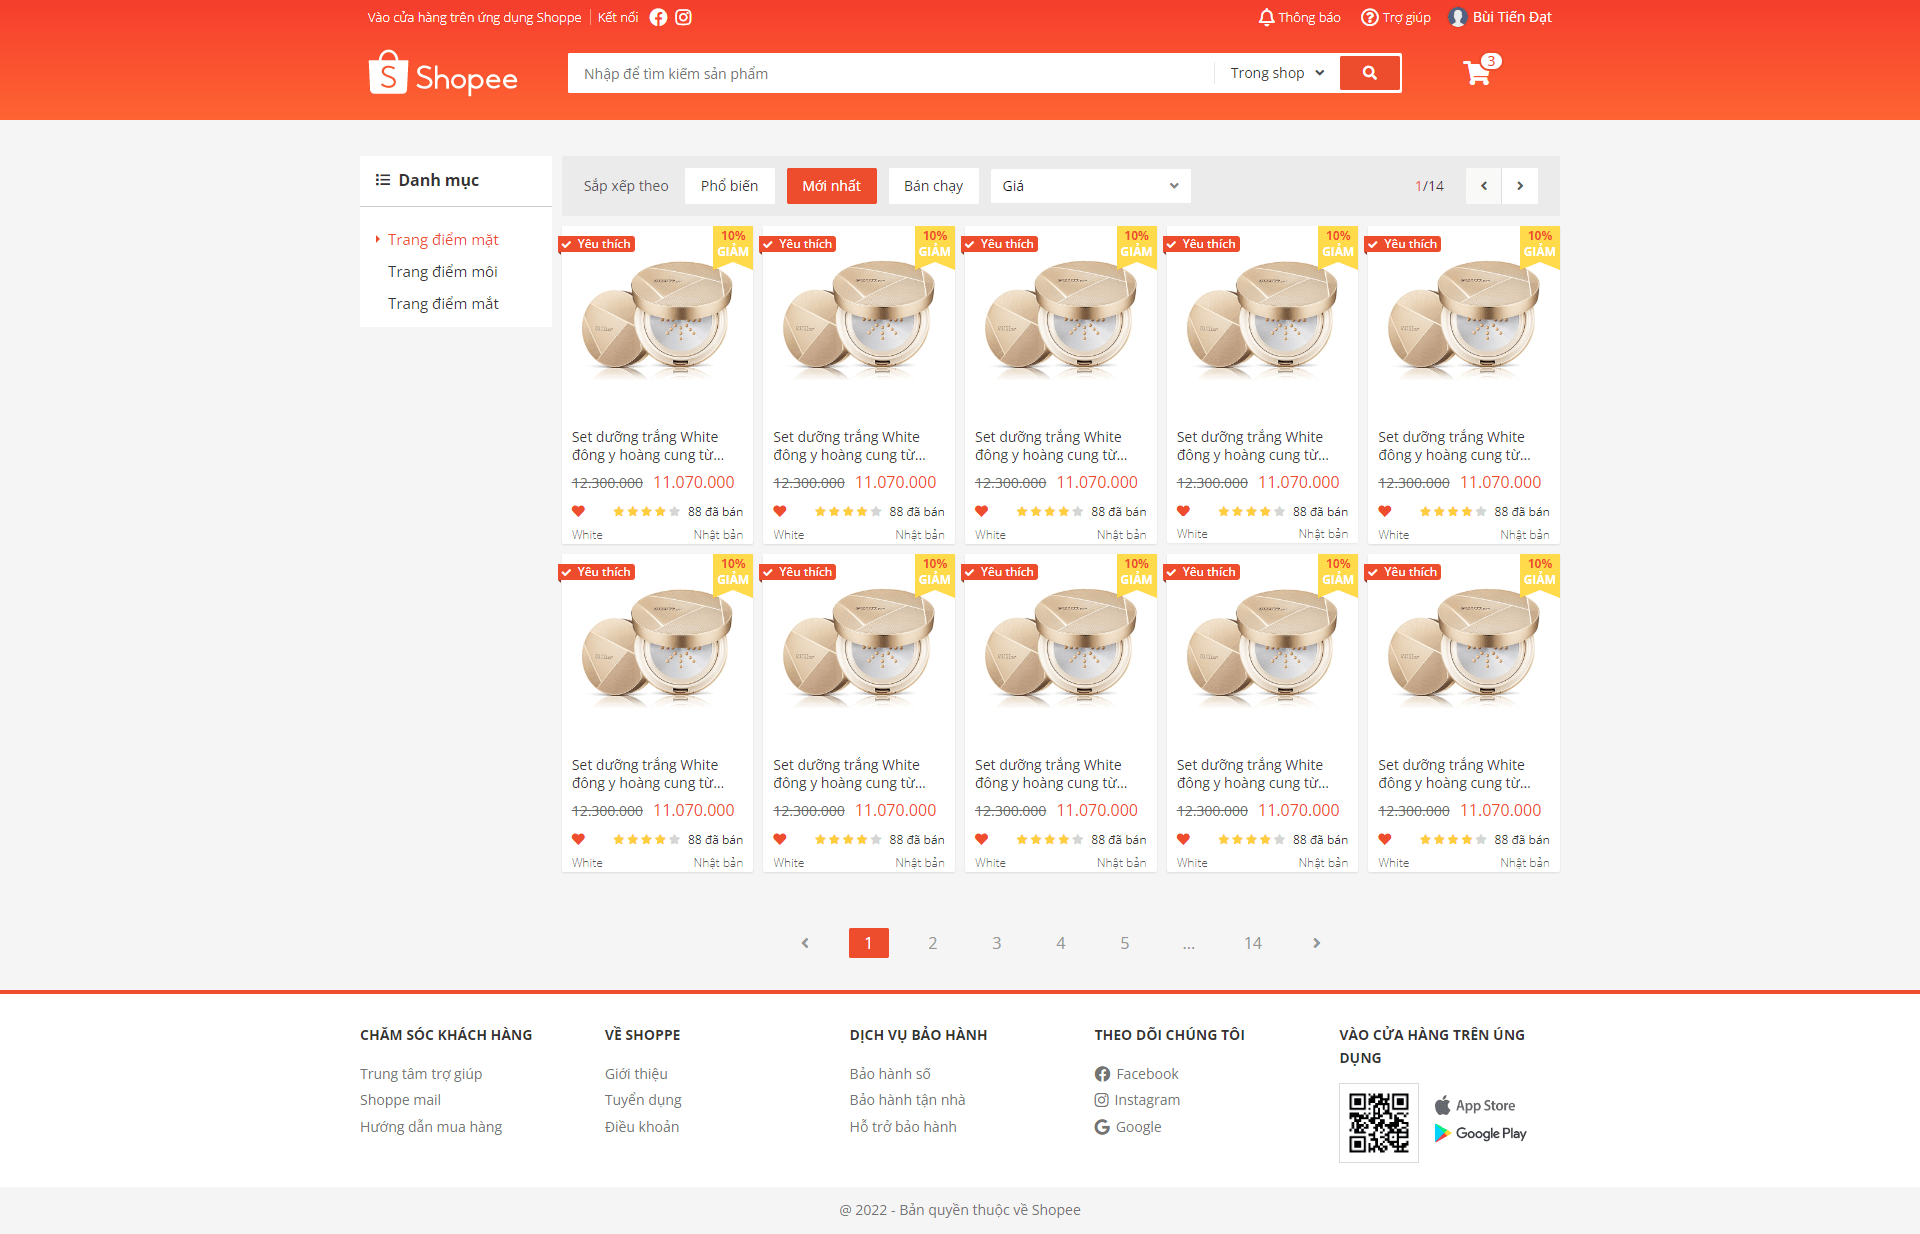 Vào cửa hàng trên ứng dụng Shoppe Kết nối Thông báo Trợ giúp Bùi Tiến Đạt
Shopee Nhập để tìm kiếm sản phẩm Trong shop 3
Danh mục
Trang điểm mặt
Trang điểm môi
Trang điểm mắt
Sắp xếp theo Phổ biến Mới nhất Bán chạy Giá 1/14
Yêu thích 10% GIẢM
Set dưỡng trắng White
đông y hoàng cung từ...
12.300.000 11.070.000
88 đã bán
White Nhật bản
Yêu thích 10% GIẢM
Set dưỡng trắng White
đông y hoàng cung từ...
12.300.000 11.070.000
88 đã bán
White Nhật bản
Yêu thích 10% GIẢM
Set dưỡng trắng White
đông y hoàng cung từ...
12.300.000 11.070.000
88 đã bán
White Nhật bản
Yêu thích 10% GIẢM
Set dưỡng trắng White
đông y hoàng cung từ...
12.300.000 11.070.000
88 đã bán
White Nhật bản
Yêu thích 10% GIẢM
Set dưỡng trắng White
đông y hoàng cung từ...
12.300.000 11.070.000
88 đã bán
White Nhật bản
Yêu thích 10% GIẢM
Set dưỡng trắng White
đông y hoàng cung từ...
12.300.000 11.070.000
88 đã bán
White Nhật bản
Yêu thích 10% GIẢM
Set dưỡng trắng White
đông y hoàng cung từ...
12.300.000 11.070.000
88 đã bán
White Nhật bản
Yêu thích 10% GIẢM
Set dưỡng trắng White
đông y hoàng cung từ...
12.300.000 11.070.000
88 đã bán
White Nhật bản
Yêu thích 10% GIẢM
Set dưỡng trắng White
đông y hoàng cung từ...
12.300.000 11.070.000
88 đã bán
White Nhật bản
Yêu thích 10% GIẢM
Set dưỡng trắng White
đông y hoàng cung từ...
12.300.000 11.070.000
88 đã bán
White Nhật bản
1 2 3 4 5 ... 14
CHĂM SÓC KHÁCH HÀNG
Trung tâm trợ giúp
Shoppe mail
Hướng dẫn mua hàng
VỀ SHOPPE
Giới thiệu
Tuyển dụng
Điều khoản
DỊCH VỤ BẢO HÀNH
Bảo hành số
Bảo hành tận nhà
Hỗ trở bảo hành
THEO DÕI CHÚNG TÔI
Facebook
Instagram
Google
VÀO CỬA HÀNG TRÊN ÚNG
DỤNG
App Store
Google Play
@ 2022 - Bản quyền thuộc về Shopee